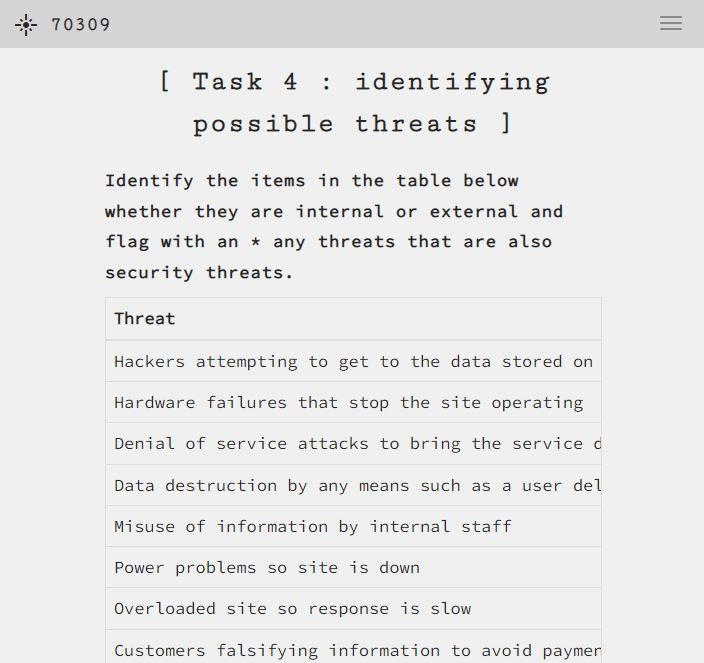 70309
[ Task 4 : identifying
possible threats ]
Identify the items in the table below
whether they are internal or external and
flag with an * any threats that are also
security threats.
Threat
Hackers attempting to get to the data stored on
Hardware failures that stop the site operating
Denial of service attacks to bring the service
Data destruction by any means such as a user
Misuse of information by internal staff
Power problems so site is down
Overloaded site so response is slow
Customers falsifying information to avoid